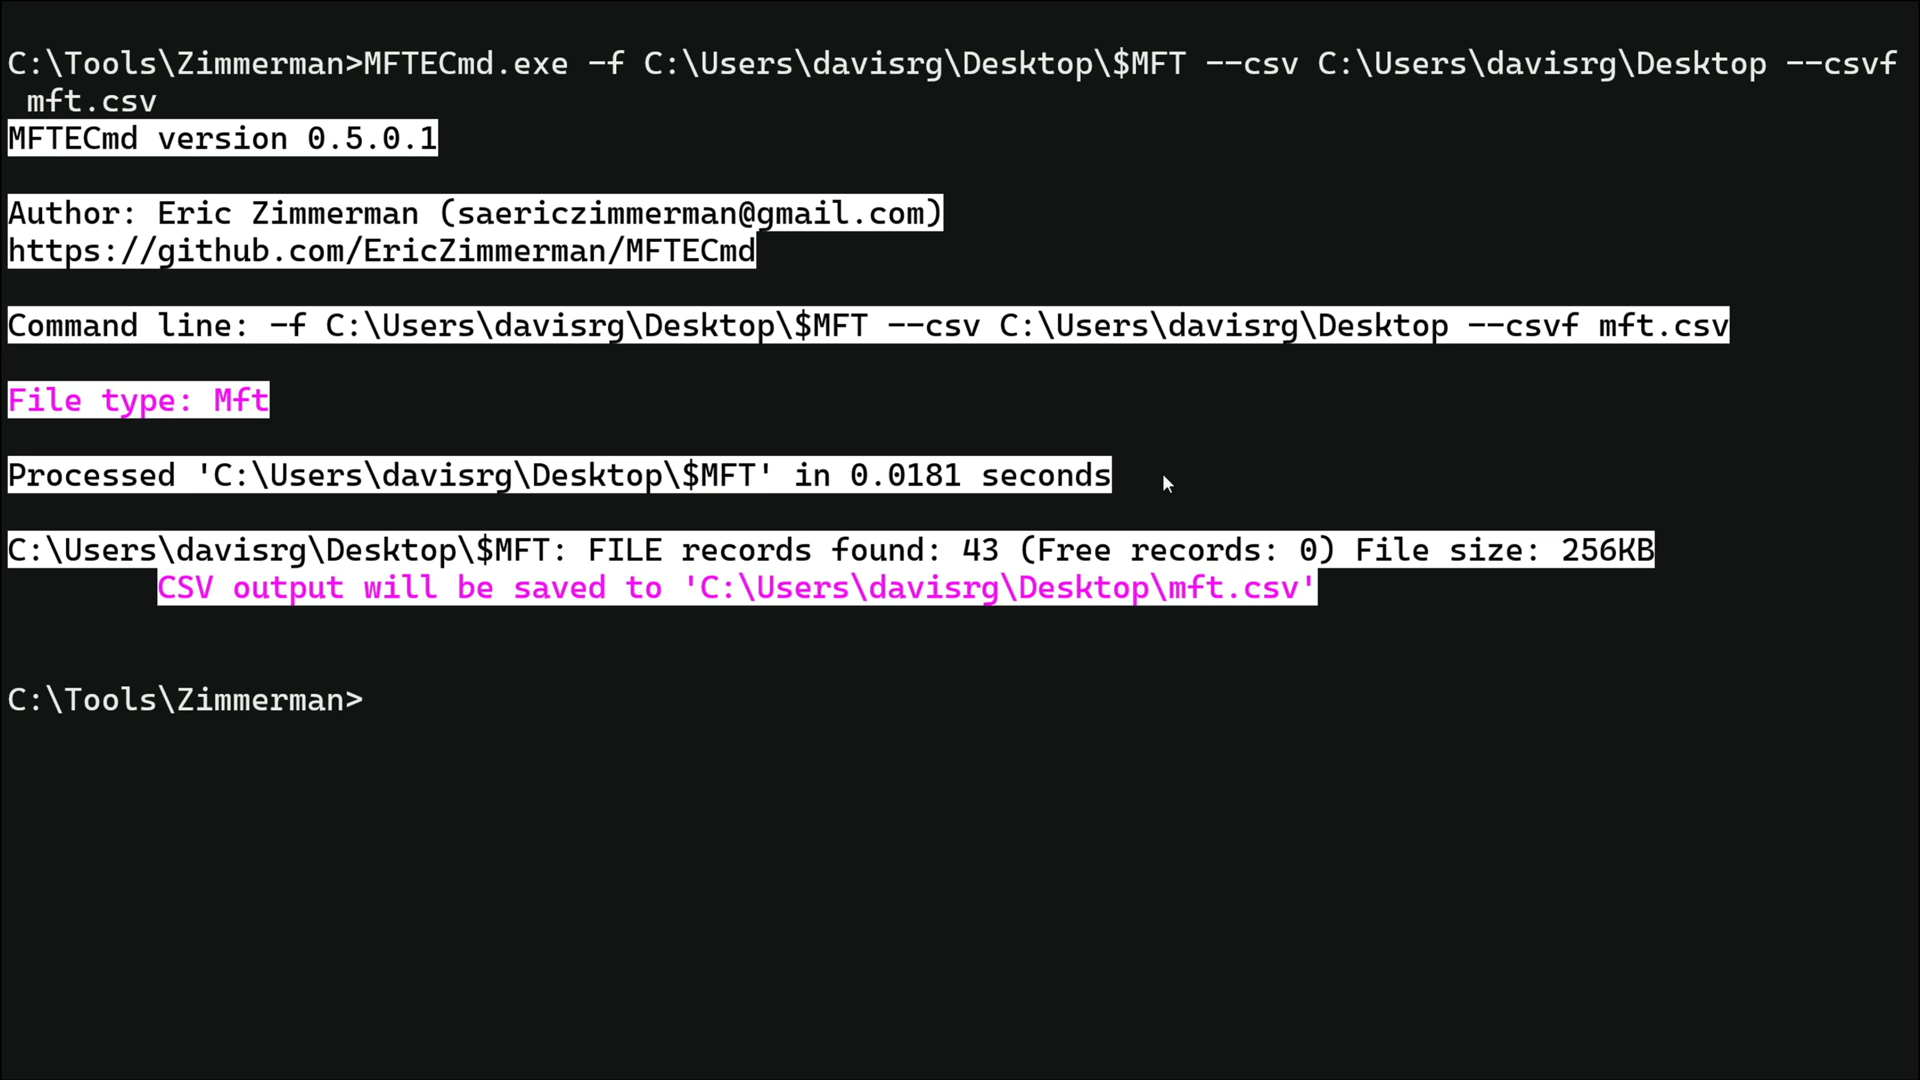 C:\Tools\Zimmerman>MFTECmd.exe -f C:\Users\davisrg\Desktop\$MFT --csv C:\Users\davisrg\Desktop --csvf
mft.csv
MFTECmd version 0.5.0.1
Author: Eric Zimmerman (saericzimmerman@gmail.com)
https://github.com/EricZimmerman/MFTECmd
Command line: -f C:\Users\davisrg\Desktop\$MFT --csv C:\Users\davisrg\Desktop --csvf mft.csv
File type: Mft
Processed 'C:\Users\davisrg\Desktop\$MFT' in 0.0181 seconds
C:\Users\davisrg\Desktop\$MFT: FILE records found: 43 (Free records: 0) File size: 256KB
CSV output will be saved to 'C:\Users\davisrg\Desktop\mft.csv'
C:\Tools\Zimmerman>